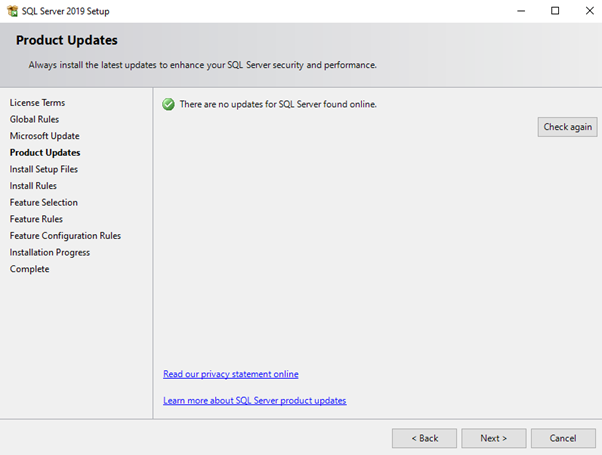 SQL Server 2019 Setup
Product Updates
Always install the latest updates to enhance your SQL Server security and performance.
License Terms
Global Rules
Microsoft Update
Product Updates
Install Setup Files
Install Rules
Feature Selection
Feature Rules
Feature Configuration Rules
Installation Progress
Complete
There are no updates for SQL Server found online.
Check again
Read our privacy statement online
Learn more about SQL Server product updates
< Back
Next >
Cancel